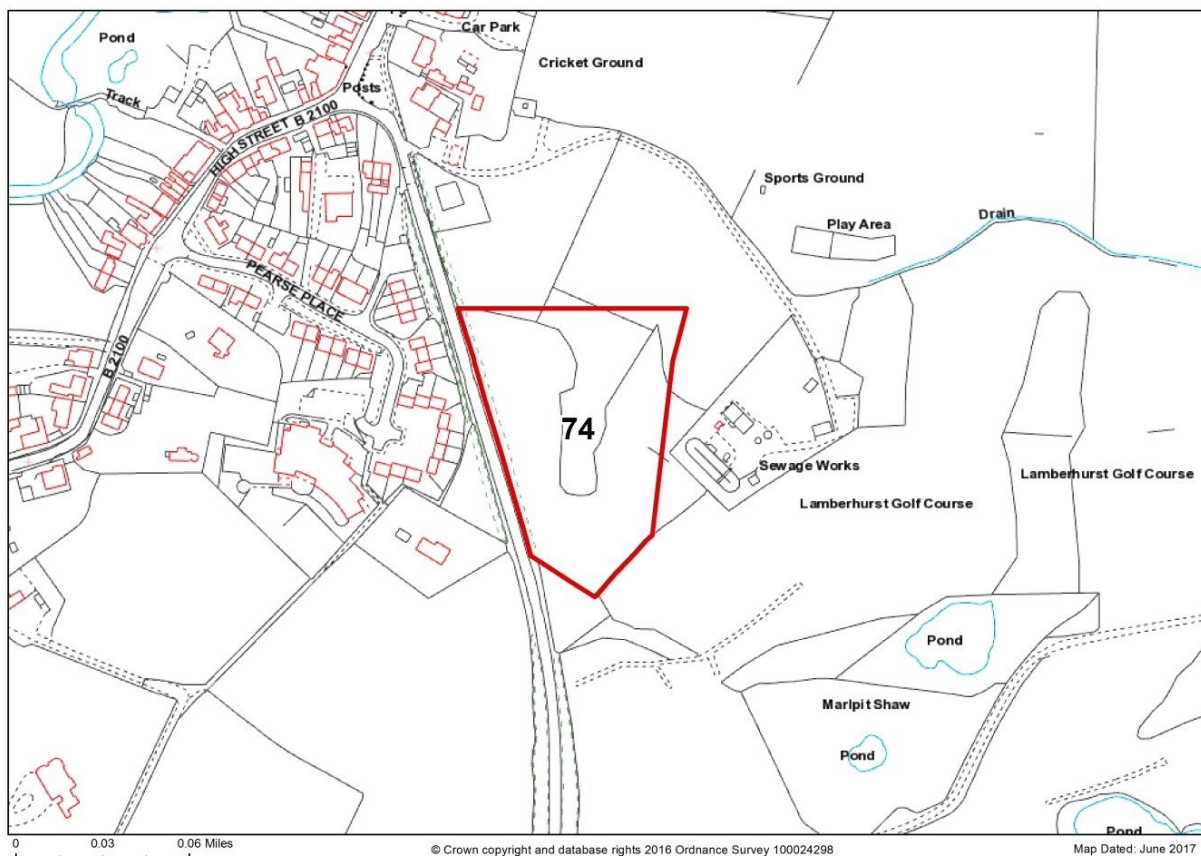 Car Park
Pond
Cricket Ground
Posts
Track
HIGH STREET B 2100
Sports Ground
Drain
Play Area
PEARSE PLACE
B 2100
74
Sewage Works
Lamberhurst Golf Course
Lamberhurst Golf Course
Pond
Marlpit Shaw
Pond
Pond
0 0.03 0.06 Miles
© Crown copyright and database rights 2016 Ordnance Survey 100024298
Map Dated: June 2017